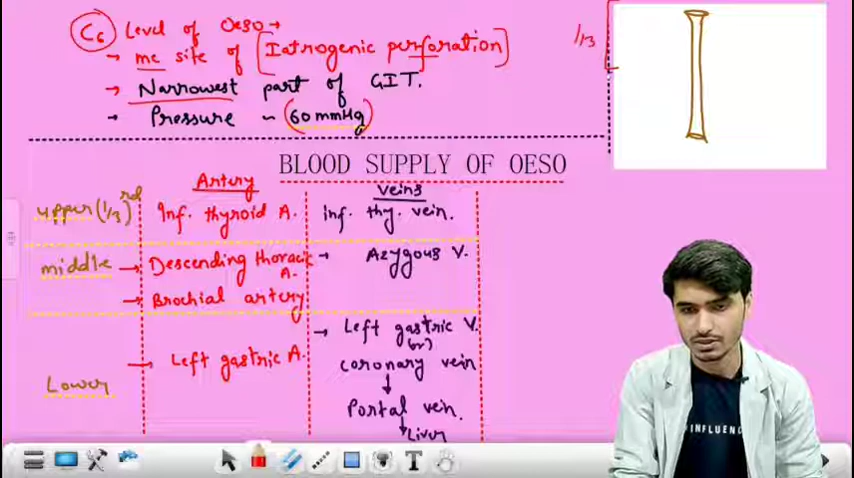 C6 Level of Oeso →
→ mc site of [Iatrogenic perforation]
→ Narrowest part of GIT.
→ Pressure ~ (60 mmHg)
1/3
BLOOD SUPPLY OF OESO
Artery
Veins
upper (1/3)rd
Inf. thyroid A.
Inf. thy. vein.
middle
→ Descending thoracic A.
→ Azygous V.
→ Brochial artery
Lower
→ Left gastric A.
→ Left gastric V.
(or)
coronary vein
↓
Portal vein.
↓ Liver
INFLUENC
T